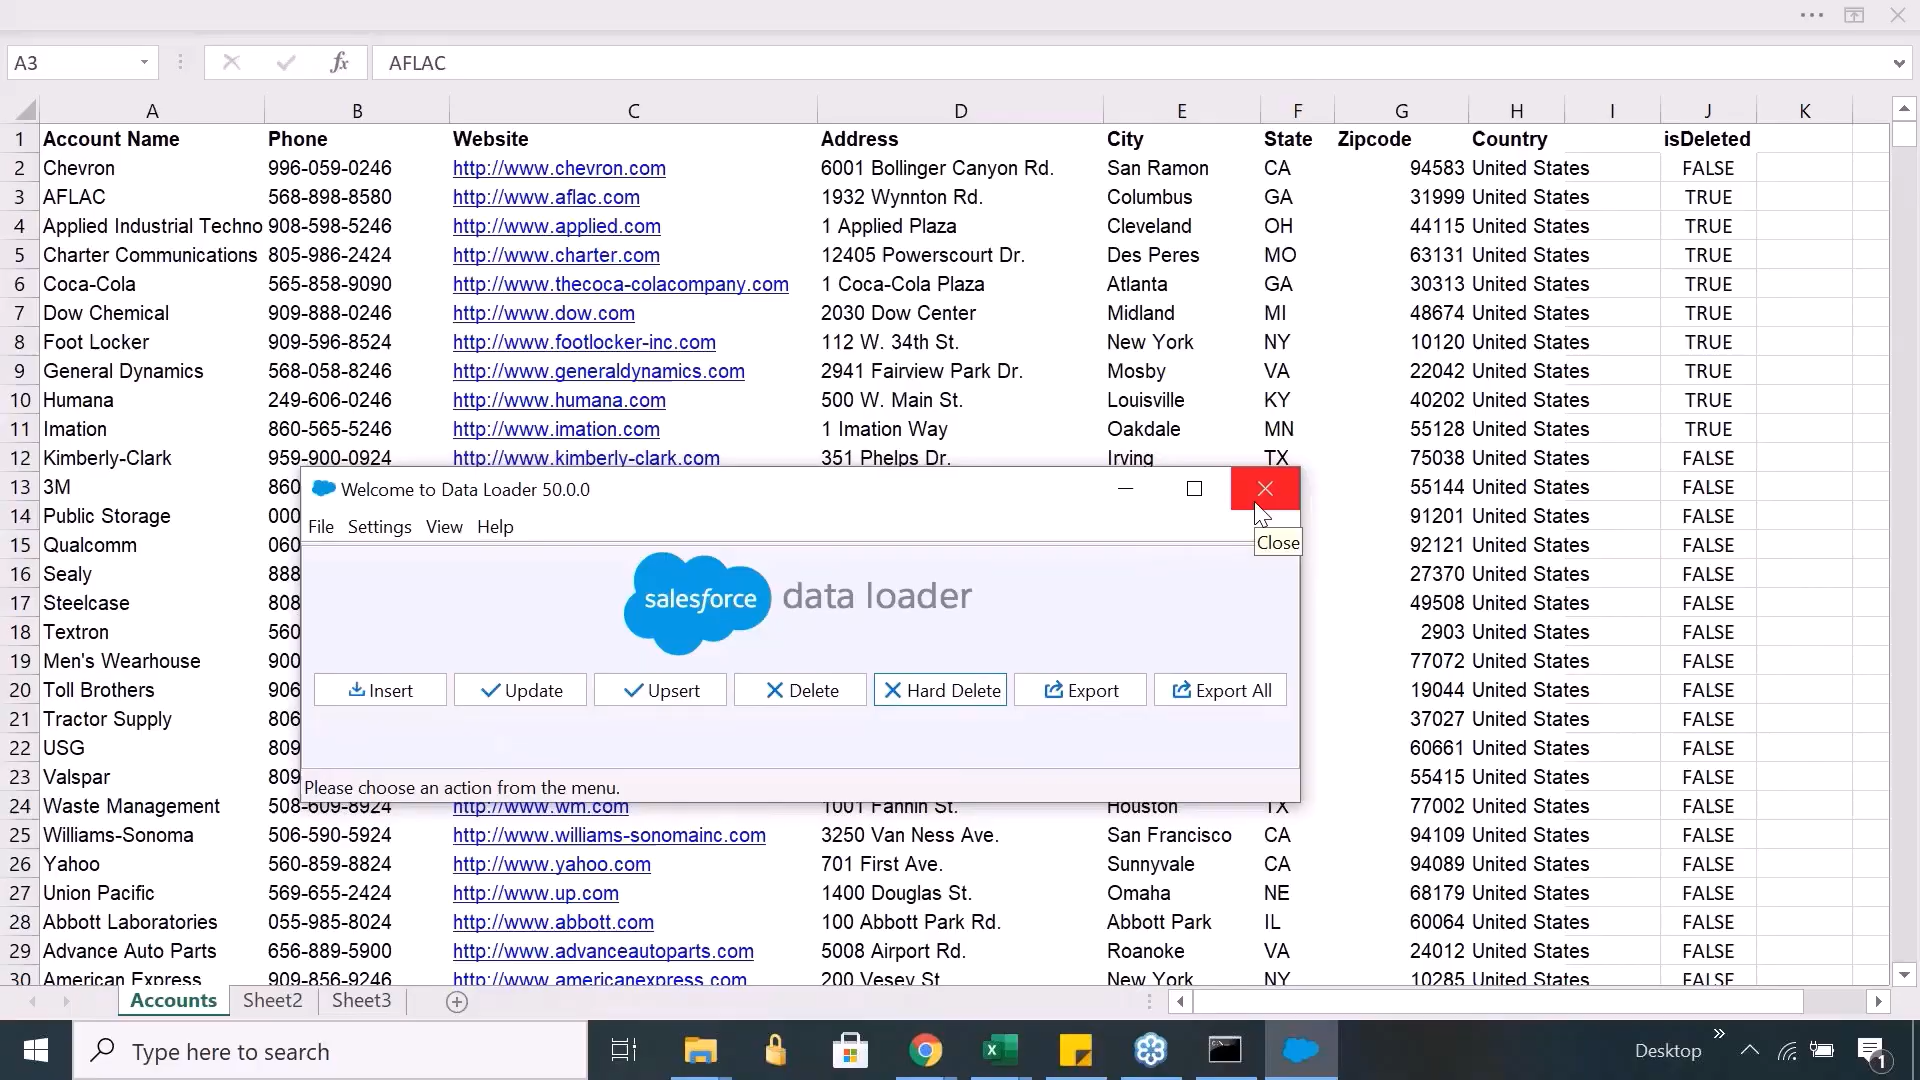 A3 fx AFLAC
A B C D E F G H I J K
1 Account Name Phone Website Address City State Zipcode Country isDeleted
2 Chevron 996-059-0246 http://www.chevron.com 6001 Bollinger Canyon Rd. San Ramon CA 94583 United States FALSE
3 AFLAC 568-898-8580 http://www.aflac.com 1932 Wynnton Rd. Columbus GA 31999 United States TRUE
4 Applied Industrial Techno 908-598-5246 http://www.applied.com 1 Applied Plaza Cleveland OH 44115 United States TRUE
5 Charter Communications 805-986-2424 http://www.charter.com 12405 Powerscourt Dr. Des Peres MO 63131 United States TRUE
6 Coca-Cola 565-858-9090 http://www.thecoca-colacompany.com 1 Coca-Cola Plaza Atlanta GA 30313 United States TRUE
7 Dow Chemical 909-888-0246 http://www.dow.com 2030 Dow Center Midland MI 48674 United States TRUE
8 Foot Locker 909-596-8524 http://www.footlocker-inc.com 112 W. 34th St. New York NY 10120 United States TRUE
9 General Dynamics 568-058-8246 http://www.generaldynamics.com 2941 Fairview Park Dr. Mosby VA 22042 United States TRUE
10 Humana 249-606-0246 http://www.humana.com 500 W. Main St. Louisville KY 40202 United States TRUE
11 Imation 860-565-5246 http://www.imation.com 1 Imation Way Oakdale MN 55128 United States TRUE
12 Kimberly-Clark 959-900-0924 http://www.kimberly-clark.com 351 Phelps Dr. Irving TX 75038 United States FALSE
13 3M 860 55144 United States FALSE
14 Public Storage 000 91201 United States FALSE
15 Qualcomm 060 92121 United States FALSE
16 Sealy 888 27370 United States FALSE
17 Steelcase 808 49508 United States FALSE
18 Textron 560 2903 United States FALSE
19 Men's Wearhouse 900 77072 United States FALSE
20 Toll Brothers 906 19044 United States FALSE
21 Tractor Supply 806 37027 United States FALSE
22 USG 809 60661 United States FALSE
23 Valspar 809 55415 United States FALSE
24 Waste Management 508-609-8924 http://www.wm.com 1001 Fannin St. Houston TX 77002 United States FALSE
25 Williams-Sonoma 506-590-5924 http://www.williams-sonomainc.com 3250 Van Ness Ave. San Francisco CA 94109 United States FALSE
26 Yahoo 560-859-8824 http://www.yahoo.com 701 First Ave. Sunnyvale CA 94089 United States FALSE
27 Union Pacific 569-655-2424 http://www.up.com 1400 Douglas St. Omaha NE 68179 United States FALSE
28 Abbott Laboratories 055-985-8024 http://www.abbott.com 100 Abbott Park Rd. Abbott Park IL 60064 United States FALSE
29 Advance Auto Parts 656-889-5900 http://www.advanceautoparts.com 5008 Airport Rd. Roanoke VA 24012 United States FALSE
30 American Express 909-856-9246 http://www.americanexpress.com 200 Vesey St New York NY 10285 United States FALSE
Welcome to Data Loader 50.0.0
File Settings View Help
Close
salesforce data loader
Insert Update Upsert Delete Hard Delete Export Export All
Please choose an action from the menu.
Accounts Sheet2 Sheet3
Type here to search
Desktop
1